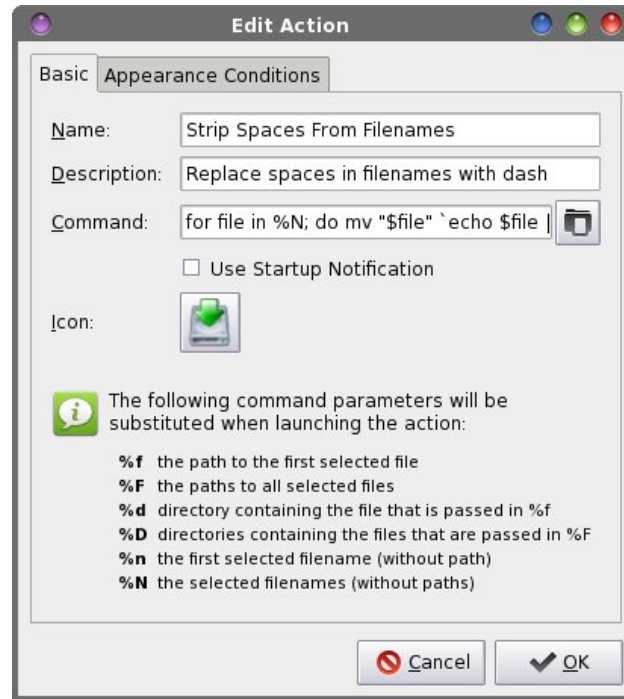 Edit Action
Basic Appearance Conditions
Name: Strip Spaces From Filenames
Description: Replace spaces in filenames with dash
Command: for file in %N; do mv "$file" `echo $file |
Use Startup Notification
Icon:
The following command parameters will be
substituted when launching the action:
%f the path to the first selected file
%F the paths to all selected files
%d directory containing the file that is passed in %f
%D directories containing the files that are passed in %F
%n the first selected filename (without path)
%N the selected filenames (without paths)
Cancel OK